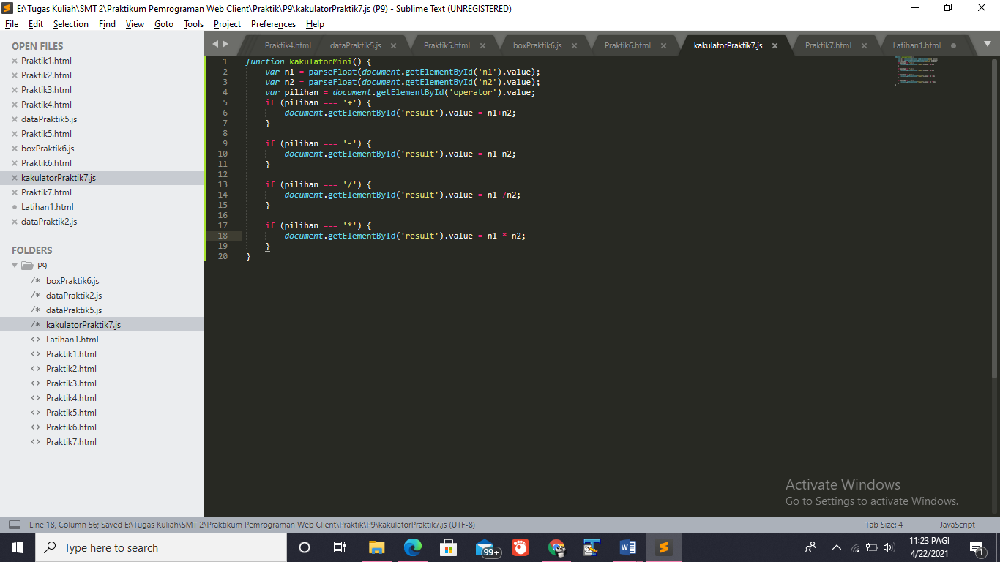 E:\Tugas Kuliah\SMT 2\Praktikum Pemrograman Web Client\Praktik\P9\kakulatorPraktik7.js (P9) - Sublime Text (UNREGISTERED)
File Edit Selection Find View Goto Tools Project Preferences Help
OPEN FILES
Praktik1.html
Praktik2.html
Praktik3.html
Praktik4.html
dataPraktik5.js
Praktik5.html
boxPraktik6.js
Praktik6.html
kakulatorPraktik7.js
Praktik7.html
Latihan1.html
dataPraktik2.js
FOLDERS
P9
/* boxPraktik6.js
/* dataPraktik2.js
/* dataPraktik5.js
/* kakulatorPraktik7.js
<> Latihan1.html
<> Praktik1.html
<> Praktik2.html
<> Praktik3.html
<> Praktik4.html
<> Praktik5.html
<> Praktik6.html
<> Praktik7.html
Praktik4.html dataPraktik5.js Praktik5.html boxPraktik6.js Praktik6.html kakulatorPraktik7.js Praktik7.html Latihan1.html
1 function kakulatorMini() {
2 var n1 = parseFloat(document.getElementById('n1').value);
3 var n2 = parseFloat(document.getElementById('n2').value);
4 var pilihan = document.getElementById('operator').value;
5 if (pilihan === '+') {
6 document.getElementById('result').value = n1+n2;
7 }
8
9 if (pilihan === '-') {
10 document.getElementById('result').value = n1-n2;
11 }
12
13 if (pilihan === '/') {
14 document.getElementById('result').value = n1 /n2;
15 }
16
17 if (pilihan === '*') {
18 document.getElementById('result').value = n1 * n2;
19 }
20 }
Activate Windows
Go to Settings to activate Windows.
Line 18, Column 56; Saved E:\Tugas Kuliah\SMT 2\Praktikum Pemrograman Web Client\Praktik\P9\kakulatorPraktik7.js (UTF-8)
Tab Size: 4
JavaScript
Type here to search
99+
11:23 PAGI
4/22/2021
1